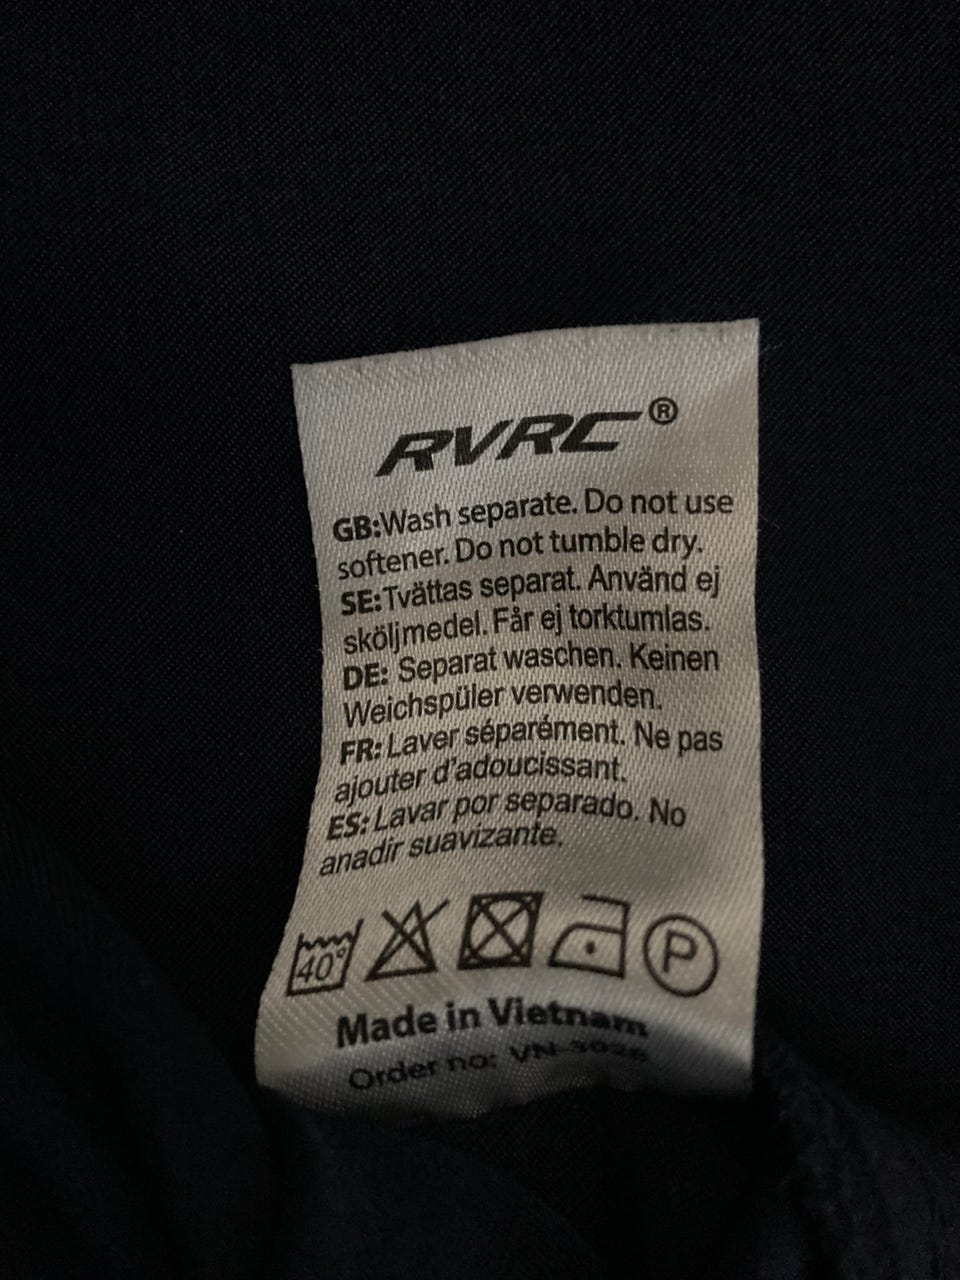 RVRC®
GB:Wash separate. Do not use
softener. Do not tumble dry.
SE:Tvättas separat. Använd ej
sköljmedel. Får ej torktumlas.
DE: Separat waschen. Keinen
Weichspüler verwenden.
FR: Laver séparément. Ne pas
ajouter d'adoucissant.
ES: Lavar por separado. No
anadir suavizante.
40° P
Made in Vietnam
Order no: